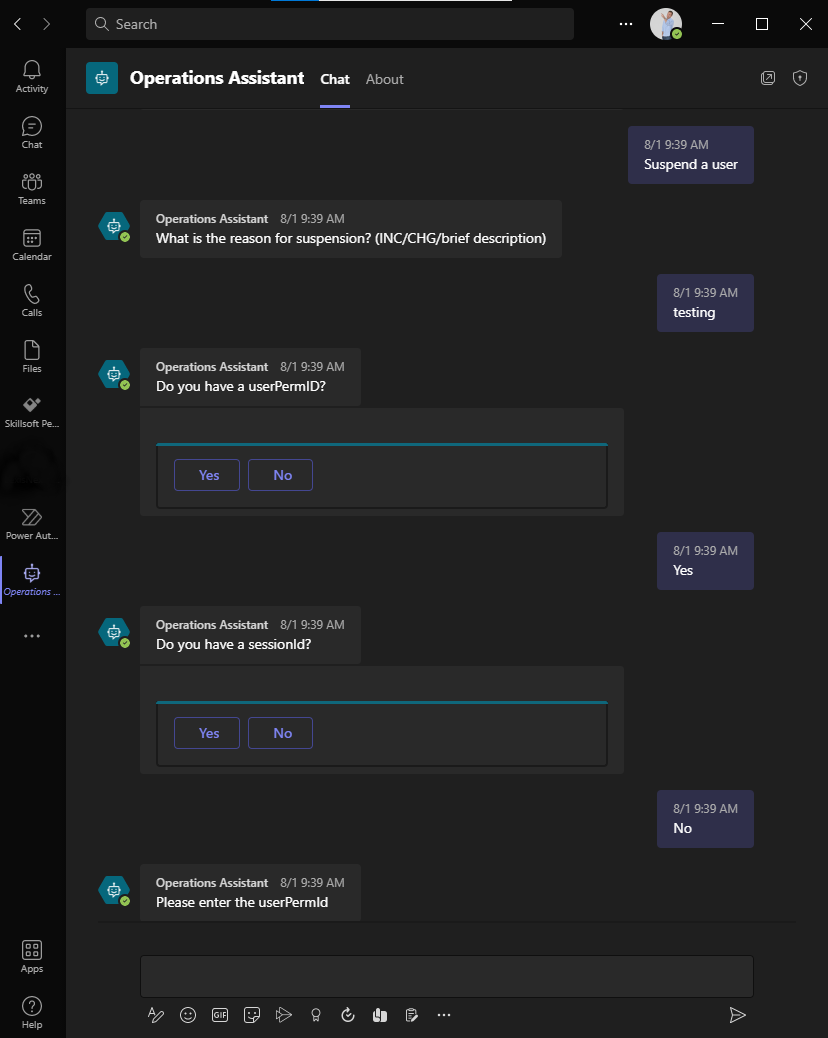 Search
Activity
Chat
Teams
Calendar
Calls
Files
Skillsoft Pe...
Power Aut...
Operations ...
Apps
Help
Operations Assistant Chat About
8/1 9:39 AM
Suspend a user
Operations Assistant 8/1 9:39 AM
What is the reason for suspension? (INC/CHG/brief description)
8/1 9:39 AM
testing
Operations Assistant 8/1 9:39 AM
Do you have a userPermID?
Yes No
8/1 9:39 AM
Yes
Operations Assistant 8/1 9:39 AM
Do you have a sessionId?
Yes No
8/1 9:39 AM
No
Operations Assistant 8/1 9:39 AM
Please enter the userPermId
GIF